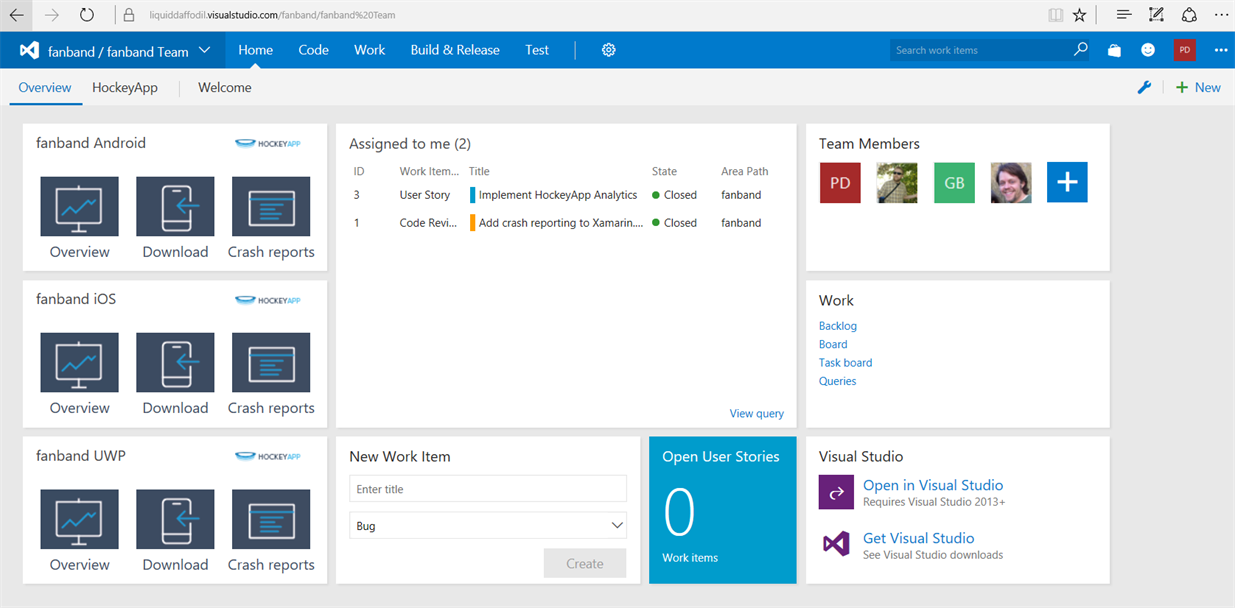 liquiddaffodil.visualstudio.com/fanband/fanband%20Team
fanband / fanband Team
Home
Code
Work
Build & Release
Test
Search work items
PD
Overview
HockeyApp
Welcome
New
fanband Android
HOCKEYAPP
Overview
Download
Crash reports
fanband iOS
HOCKEYAPP
Overview
Download
Crash reports
fanband UWP
HOCKEYAPP
Overview
Download
Crash reports
Assigned to me (2)
ID Work Item... Title State Area Path
3 User Story Implement HockeyApp Analytics Closed fanband
1 Code Revi... Add crash reporting to Xamarin.... Closed fanband
View query
New Work Item
Enter title
Bug
Create
Open User Stories
0
Work items
Team Members
PD
GB
Work
Backlog
Board
Task board
Queries
Visual Studio
Open in Visual Studio
Requires Visual Studio 2013+
Get Visual Studio
See Visual Studio downloads